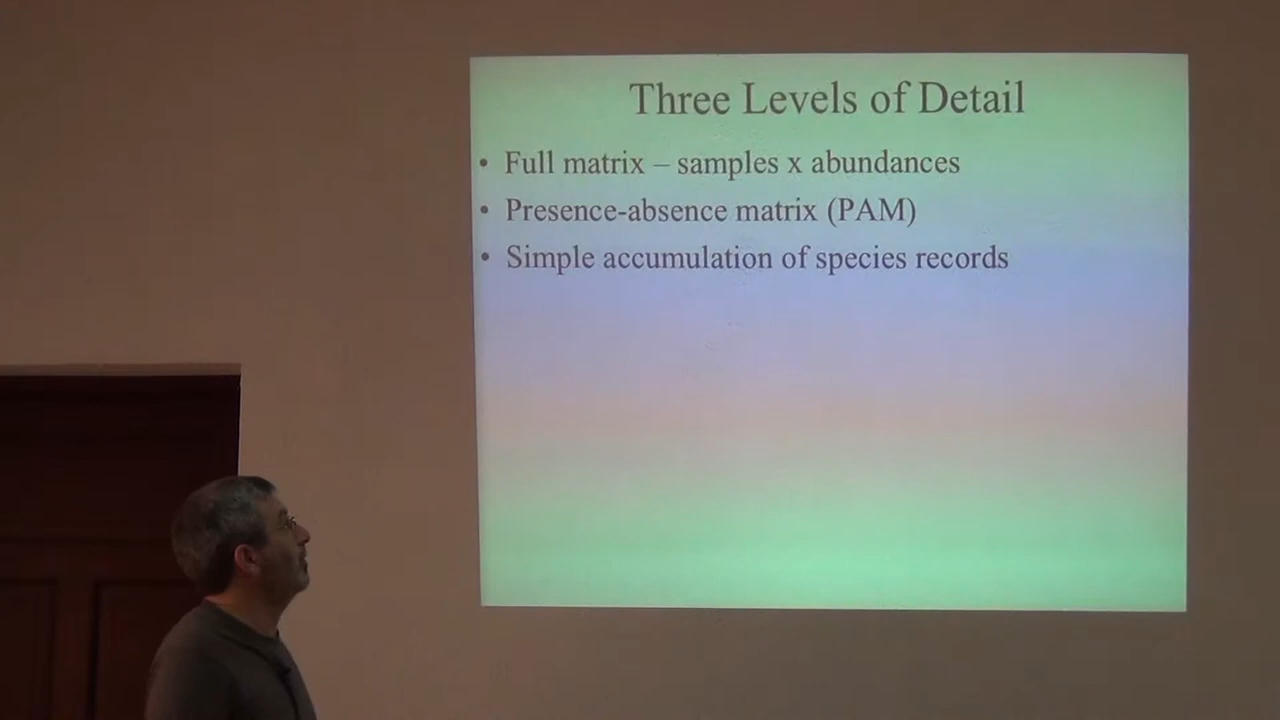 Three Levels of Detail
• Full matrix – samples x abundances
• Presence-absence matrix (PAM)
• Simple accumulation of species records